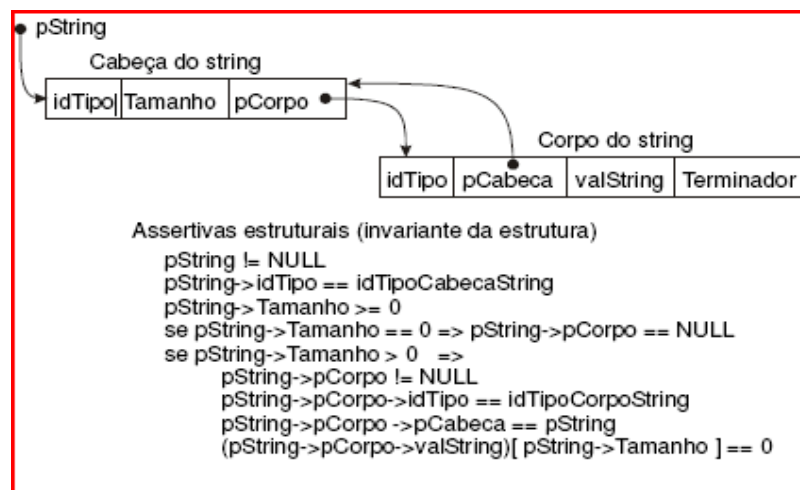 pString
Cabeça do string
idTipo Tamanho pCorpo
Corpo do string
idTipo pCabeca valString Terminador
Assertivas estruturais (invariante da estrutura)
pString != NULL
pString->idTipo == idTipoCabecaString
pString->Tamanho >= 0
se pString->Tamanho == 0 => pString->pCorpo == NULL
se pString->Tamanho > 0 =>
pString->pCorpo != NULL
pString->pCorpo->idTipo == idTipoCorpoString
pString->pCorpo ->pCabeca == pString
(pString->pCorpo->valString)[ pString->Tamanho ] == 0